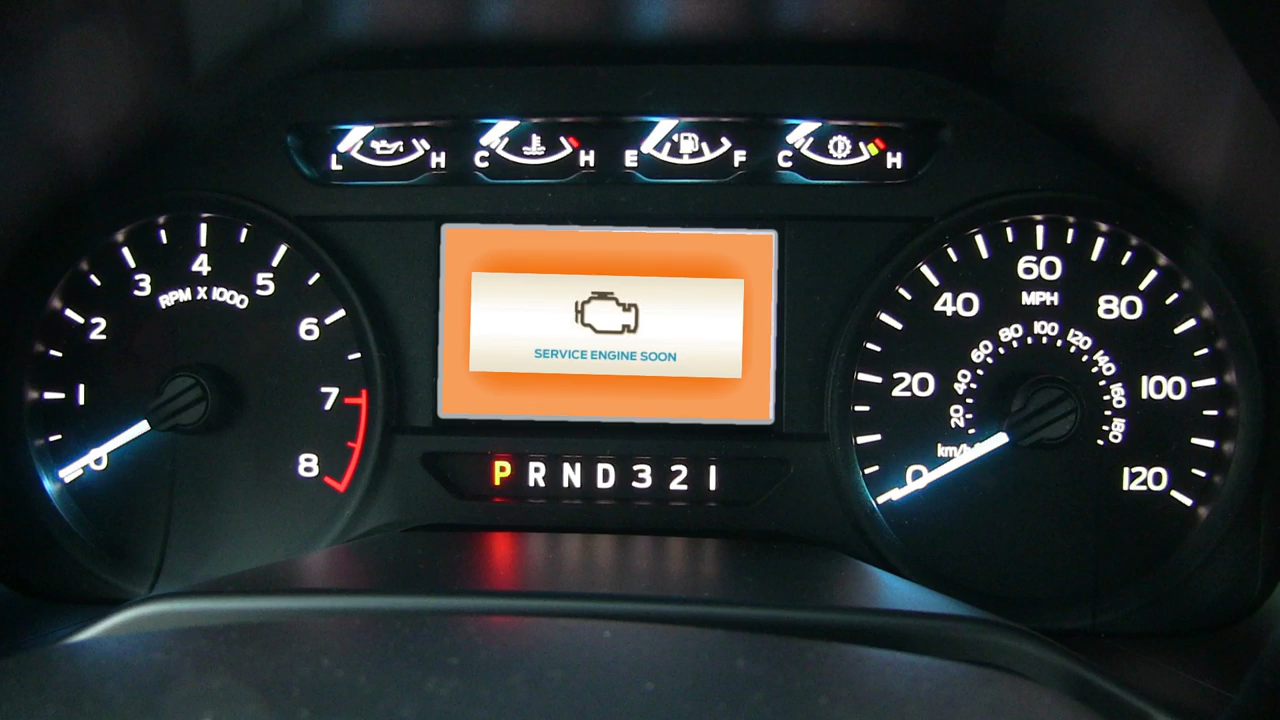 L H C H E F C H
0 1 2 3 4 5 6 7 8
RPM X 1000
SERVICE ENGINE SOON
P R N D 3 2 1
0 20 40 60 80 100 120
MPH
20 40 60 80 100 120 140 160 180
km/h